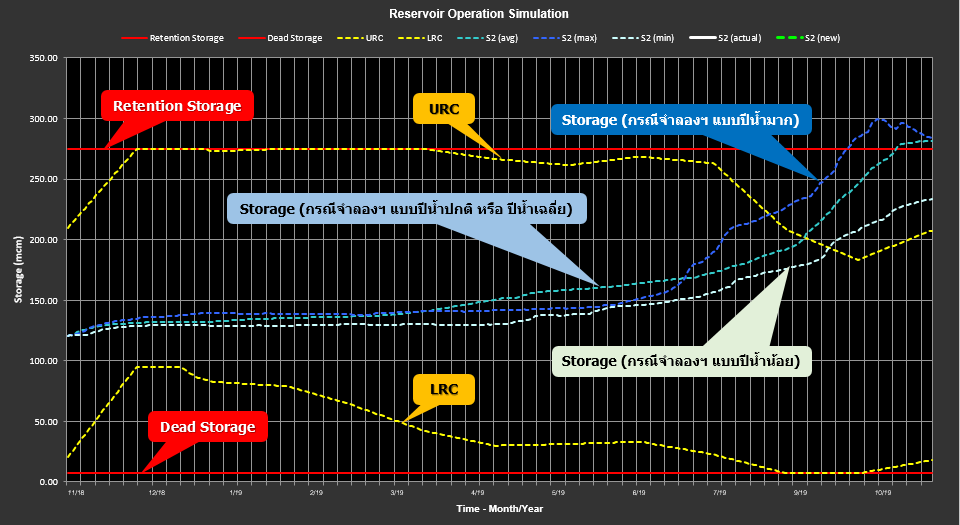 Reservoir Operation Simulation
Retention Storage Dead Storage URC LRC S2 (avg) S2 (max) S2 (min) S2 (actual) S2 (new)
350.00
300.00
250.00
200.00
150.00
100.00
50.00
0.00
Storage (mcm)
Retention Storage
URC
Storage (กรณีจำลองฯ แบบปีน้ำมาก)
Storage (กรณีจำลองฯ แบบปีน้ำปกติ หรือ ปีน้ำเฉลี่ย)
Storage (กรณีจำลองฯ แบบปีน้ำน้อย)
LRC
Dead Storage
11/18 12/18 1/19 2/19 3/19 4/19 5/19 6/19 7/19 9/19 10/19
Time - Month/Year